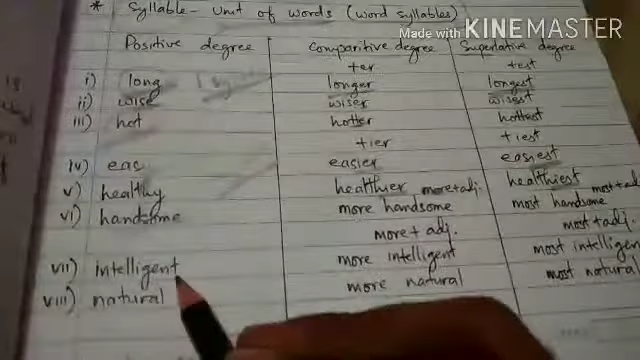 * Syllable - Unit of words (word syllables)
Made with KINEMASTER
Positive degree Comparitive degree Superlative degree
+er +est
i) long longer longest
ii) wise wiser wisest
iii) hot hotter hottest
+ier +iest
iv) eas easier easiest
v) healthy healthier more+adj. healthiest most+adj
vi) handsome more handsome most handsome
more+adj. most+adj.
vii) intelligent more intelligent most intelligen
viii) natural more natural most natural